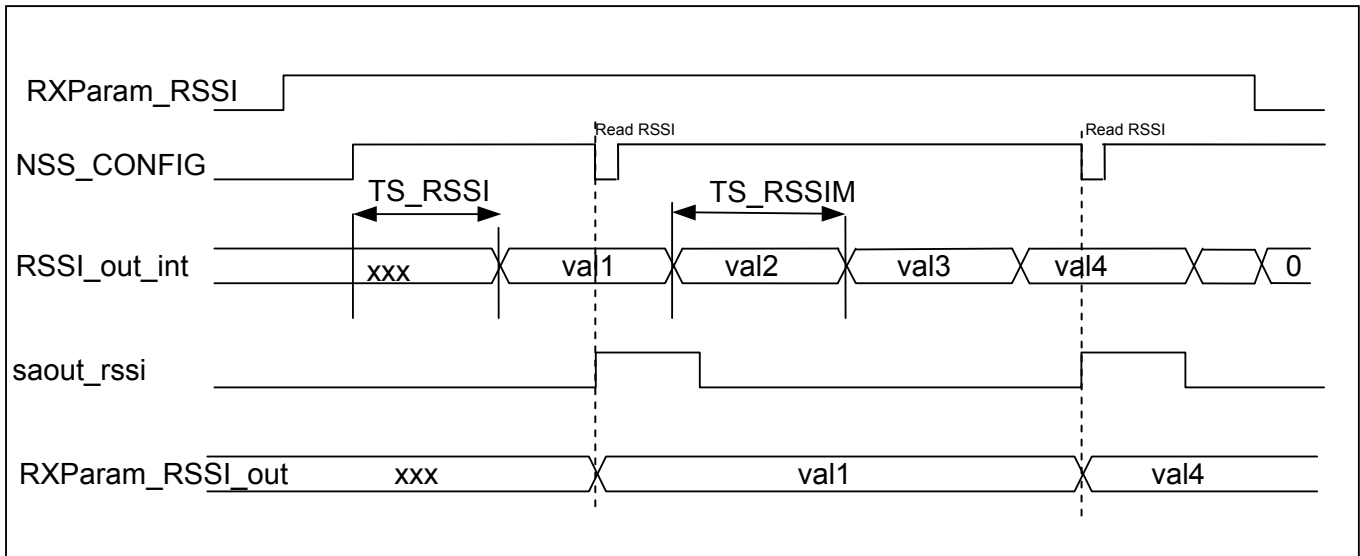 RXParam_RSSI
Read RSSI Read RSSI
NSS_CONFIG
TS_RSSI TS_RSSIM
RSSI_out_int xxx val1 val2 val3 val4 0
saout_rssi
RXParam_RSSI_out xxx val1 val4